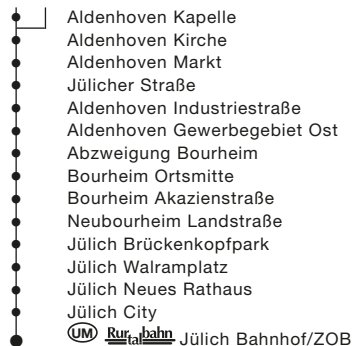 Aldenhoven Kapelle
Aldenhoven Kirche
Aldenhoven Markt
Jülicher Straße
Aldenhoven Industriestraße
Aldenhoven Gewerbegebiet Ost
Abzweigung Bourheim
Bourheim Ortsmitte
Bourheim Akazienstraße
Neubourheim Landstraße
Jülich Brückenkopfpark
Jülich Walramplatz
Jülich Neues Rathaus
Jülich City
UM Rurtalbahn Jülich Bahnhof/ZOB